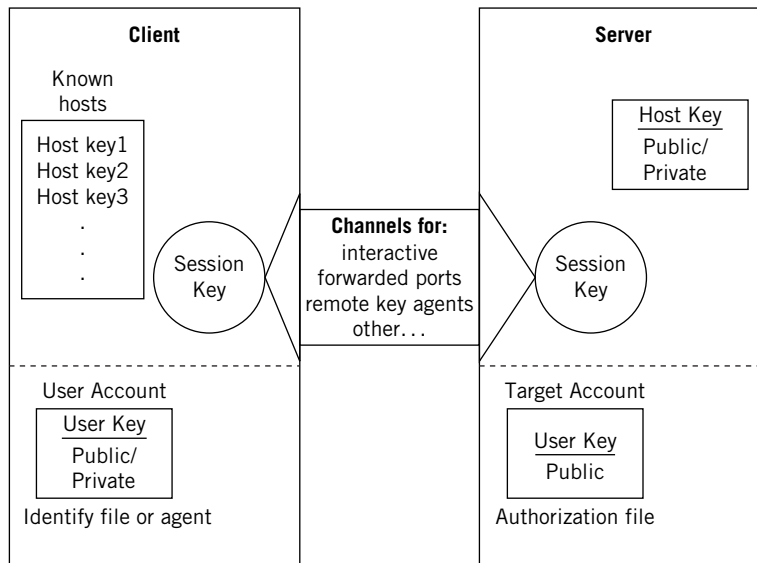 Client
Known
hosts
Host key1
Host key2
Host key3
.
.
.
Session
Key
User Account
User Key
Public/
Private
Identify file or agent
Channels for:
interactive
forwarded ports
remote key agents
other...
Server
Host Key
Public/
Private
Session
Key
Target Account
User Key
Public
Authorization file